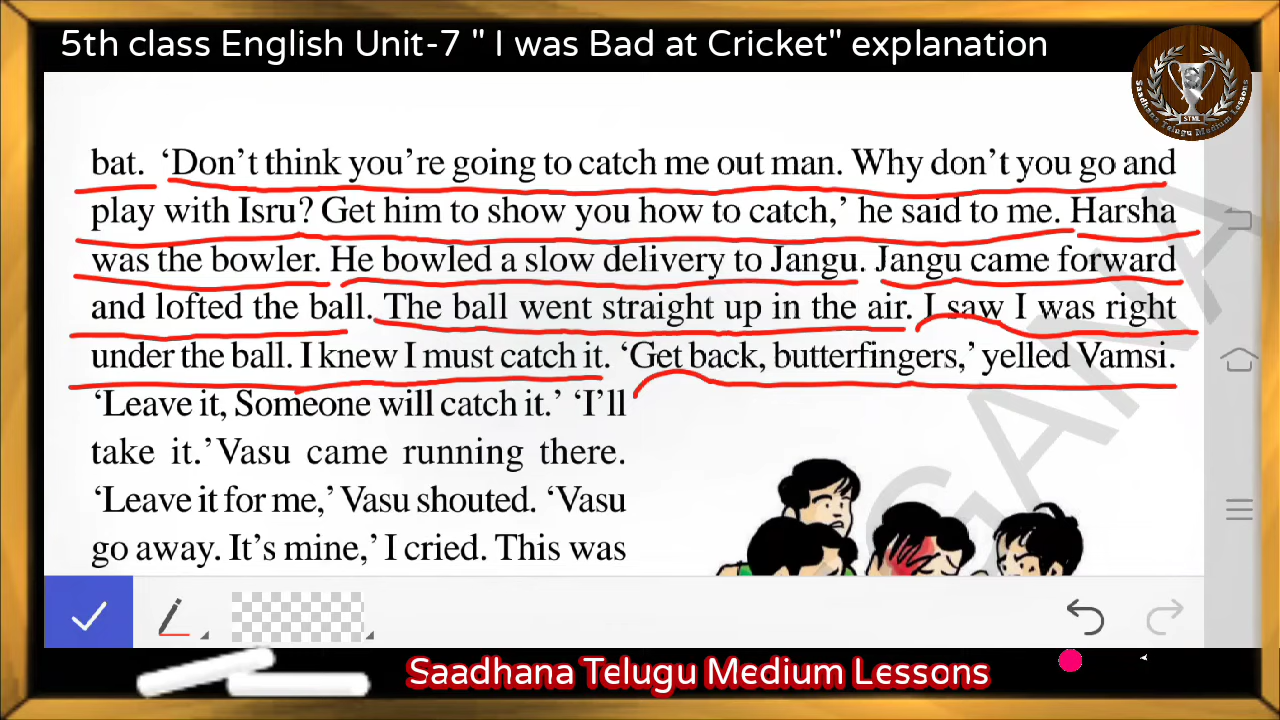 5th class English Unit-7 " I was Bad at Cricket" explanation
Saadhana Telugu Medium Lessons
STML
bat. ‘Don’t think you’re going to catch me out man. Why don’t you go and
play with Isru? Get him to show you how to catch,’ he said to me. Harsha
was the bowler. He bowled a slow delivery to Jangu. Jangu came forward
and lofted the ball. The ball went straight up in the air. I saw I was right
under the ball. I knew I must catch it. ‘Get back, butterfingers,’ yelled Vamsi.
‘Leave it, Someone will catch it.’ ‘I’ll
take it.’ Vasu came running there.
‘Leave it for me,’ Vasu shouted. ‘Vasu
go away. It’s mine,’ I cried. This was
Saadhana Telugu Medium Lessons